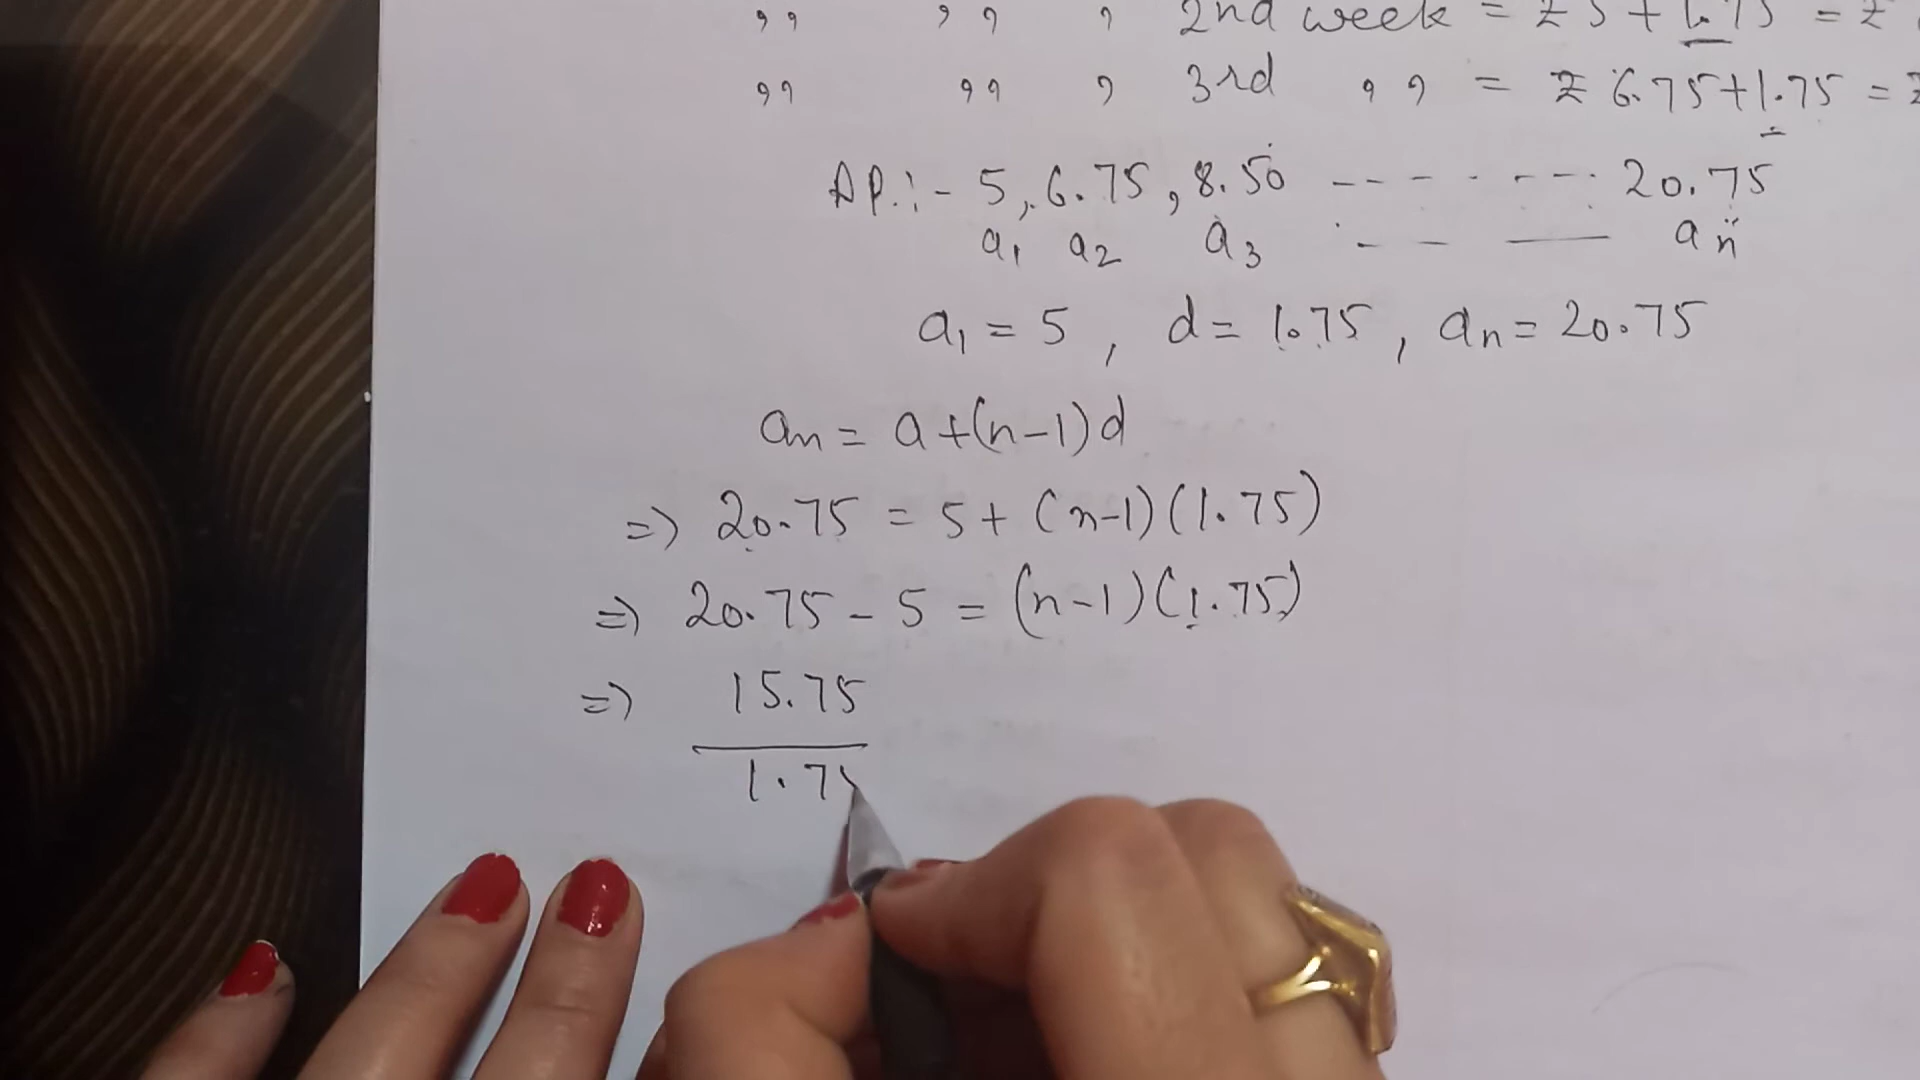 ,, ,, , 2nd week = ₹ 5 + 1.75 = ₹
,, ,, , 3rd ,, = ₹ 6.75+1.75 =
AP:- 5, 6.75, 8.50 ------- 20.75
a1 a2 a3 ------ an
a1 = 5, d = 1.75, an = 20.75
an = a+(n-1)d
=> 20.75 = 5+ (n-1)(1.75)
=> 20.75 - 5 = (n-1)(1.75)
=> 15.75
1.75